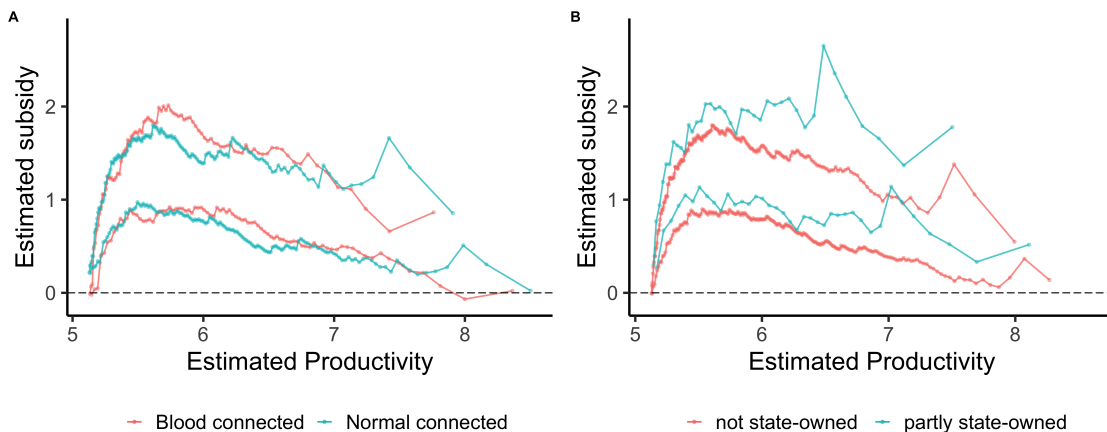 A
Estimated subsidy
2
1
0
5 6 7 8
Estimated Productivity
Blood connected Normal connected
B
Estimated subsidy
2
1
0
5 6 7 8
Estimated Productivity
not state-owned partly state-owned